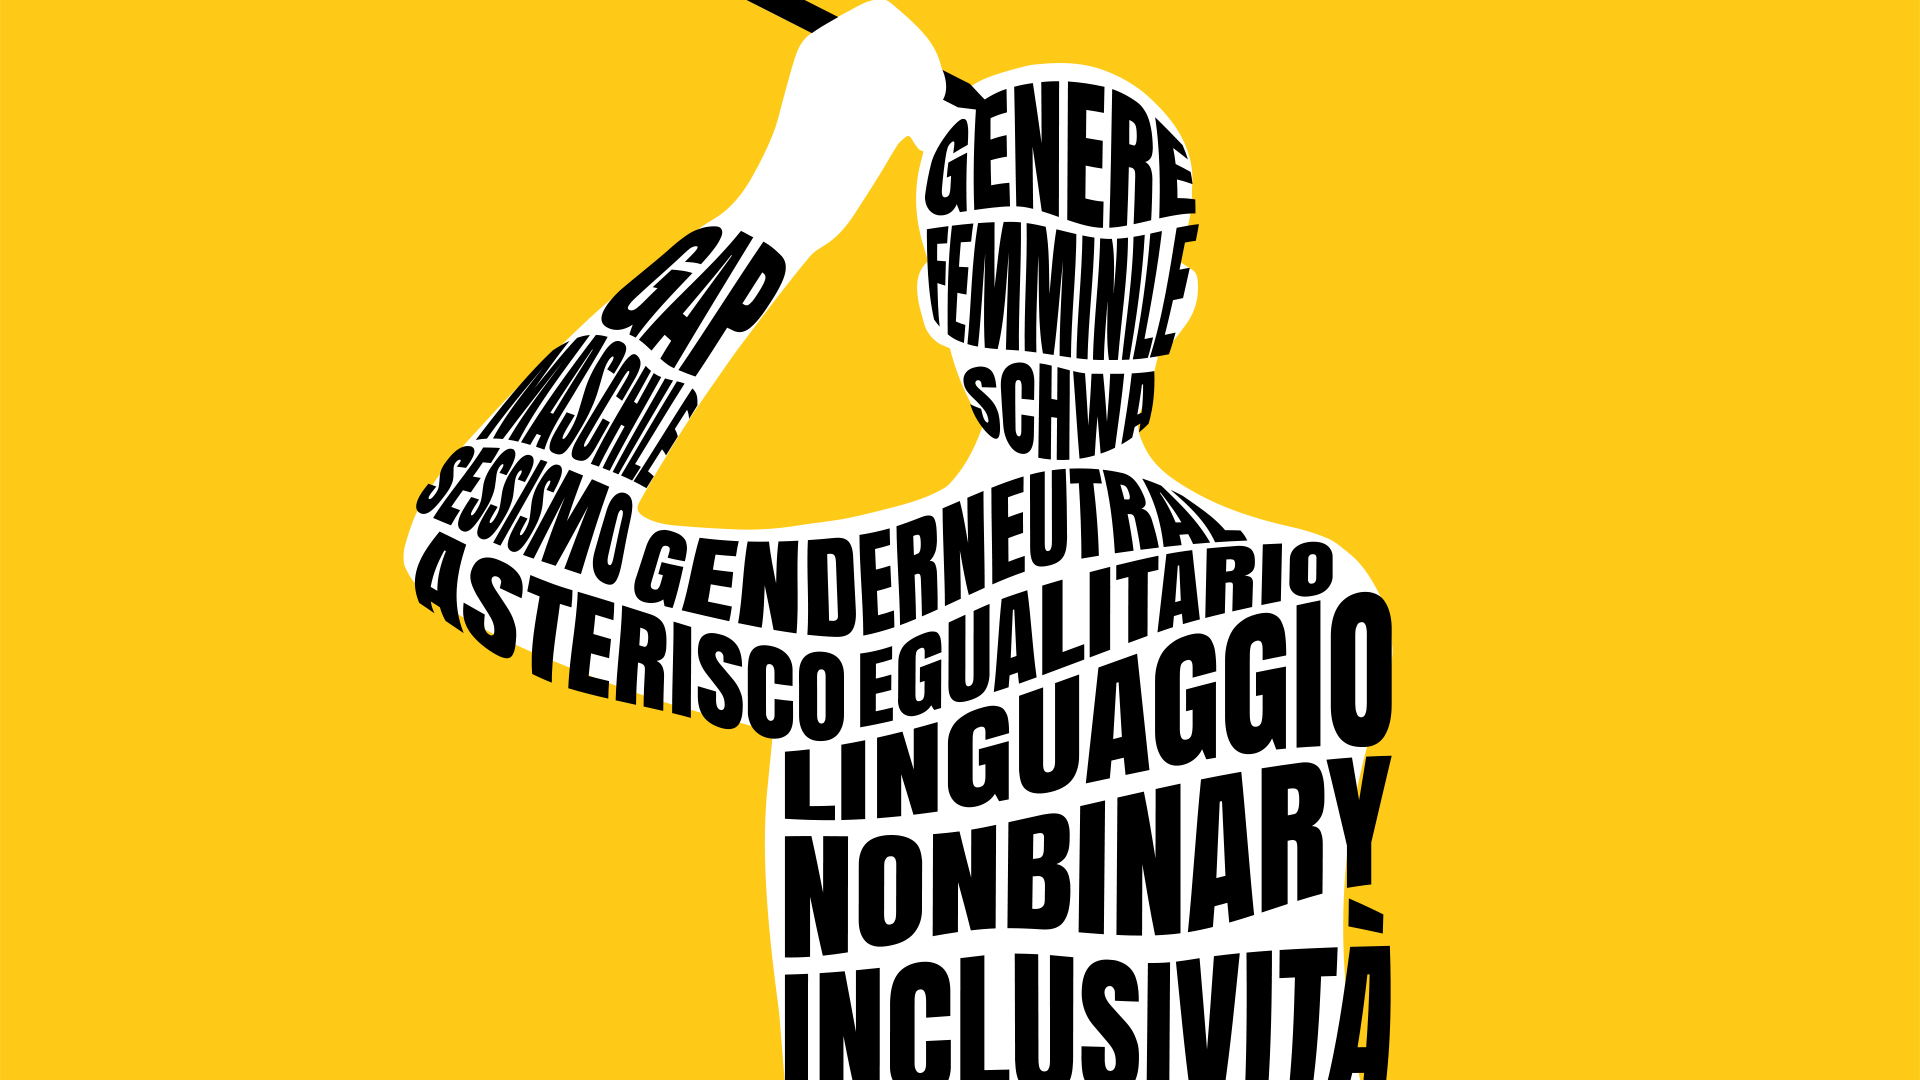 GENERE
FEMMINILE
SCHWA
GAP
MASCHILE
SESSISMO
GENDERNEUTRAL
ASTERISCO
EGUALITARIO
LINGUAGGIO
NONBINARY
INCLUSIVITÀ